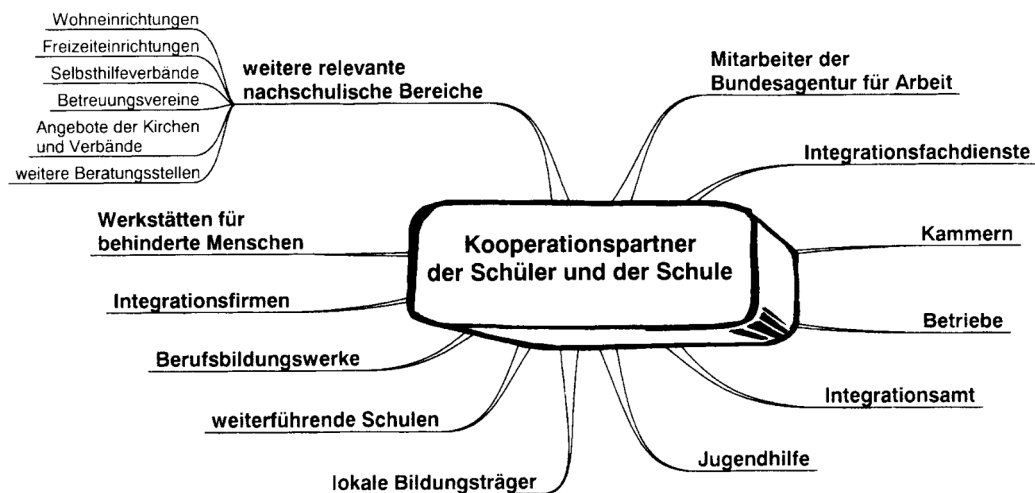 Wohneinrichtungen
Freizeiteinrichtungen
Selbsthilfeverbände
Betreuungsvereine
Angebote der Kirchen
und Verbände
weitere Beratungsstellen
weitere relevante
nachschulische Bereiche
Mitarbeiter der
Bundesagentur für Arbeit
Integrationsfachdienste
Kooperationspartner
der Schüler und der Schule
Werkstätten für
behinderte Menschen
Kammern
Integrationsfirmen
Betriebe
Berufsbildungswerke
Integrationsamt
weiterführende Schulen
Jugendhilfe
lokale Bildungsträger